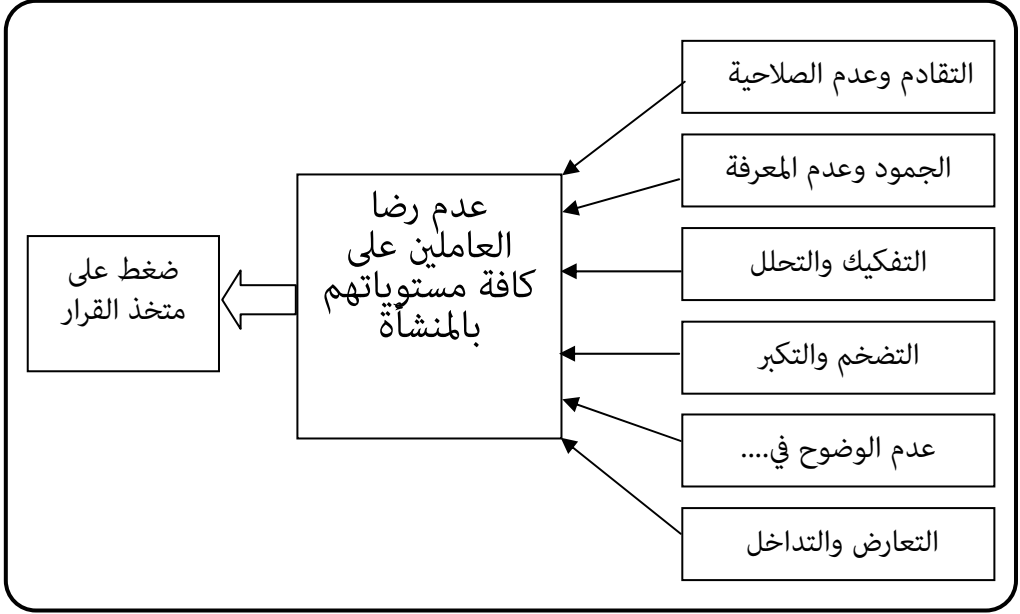 التقادم وعدم الصلاحية
الجمود وعدم المعرفة
التفكيك والتحلل
التضخم والتكبر
عدم الوضوح في....
التعارض والتداخل
عدم رضا
العاملين على
كافة مستوياتهم
بالمنشأة
ضغط على
متخذ القرار